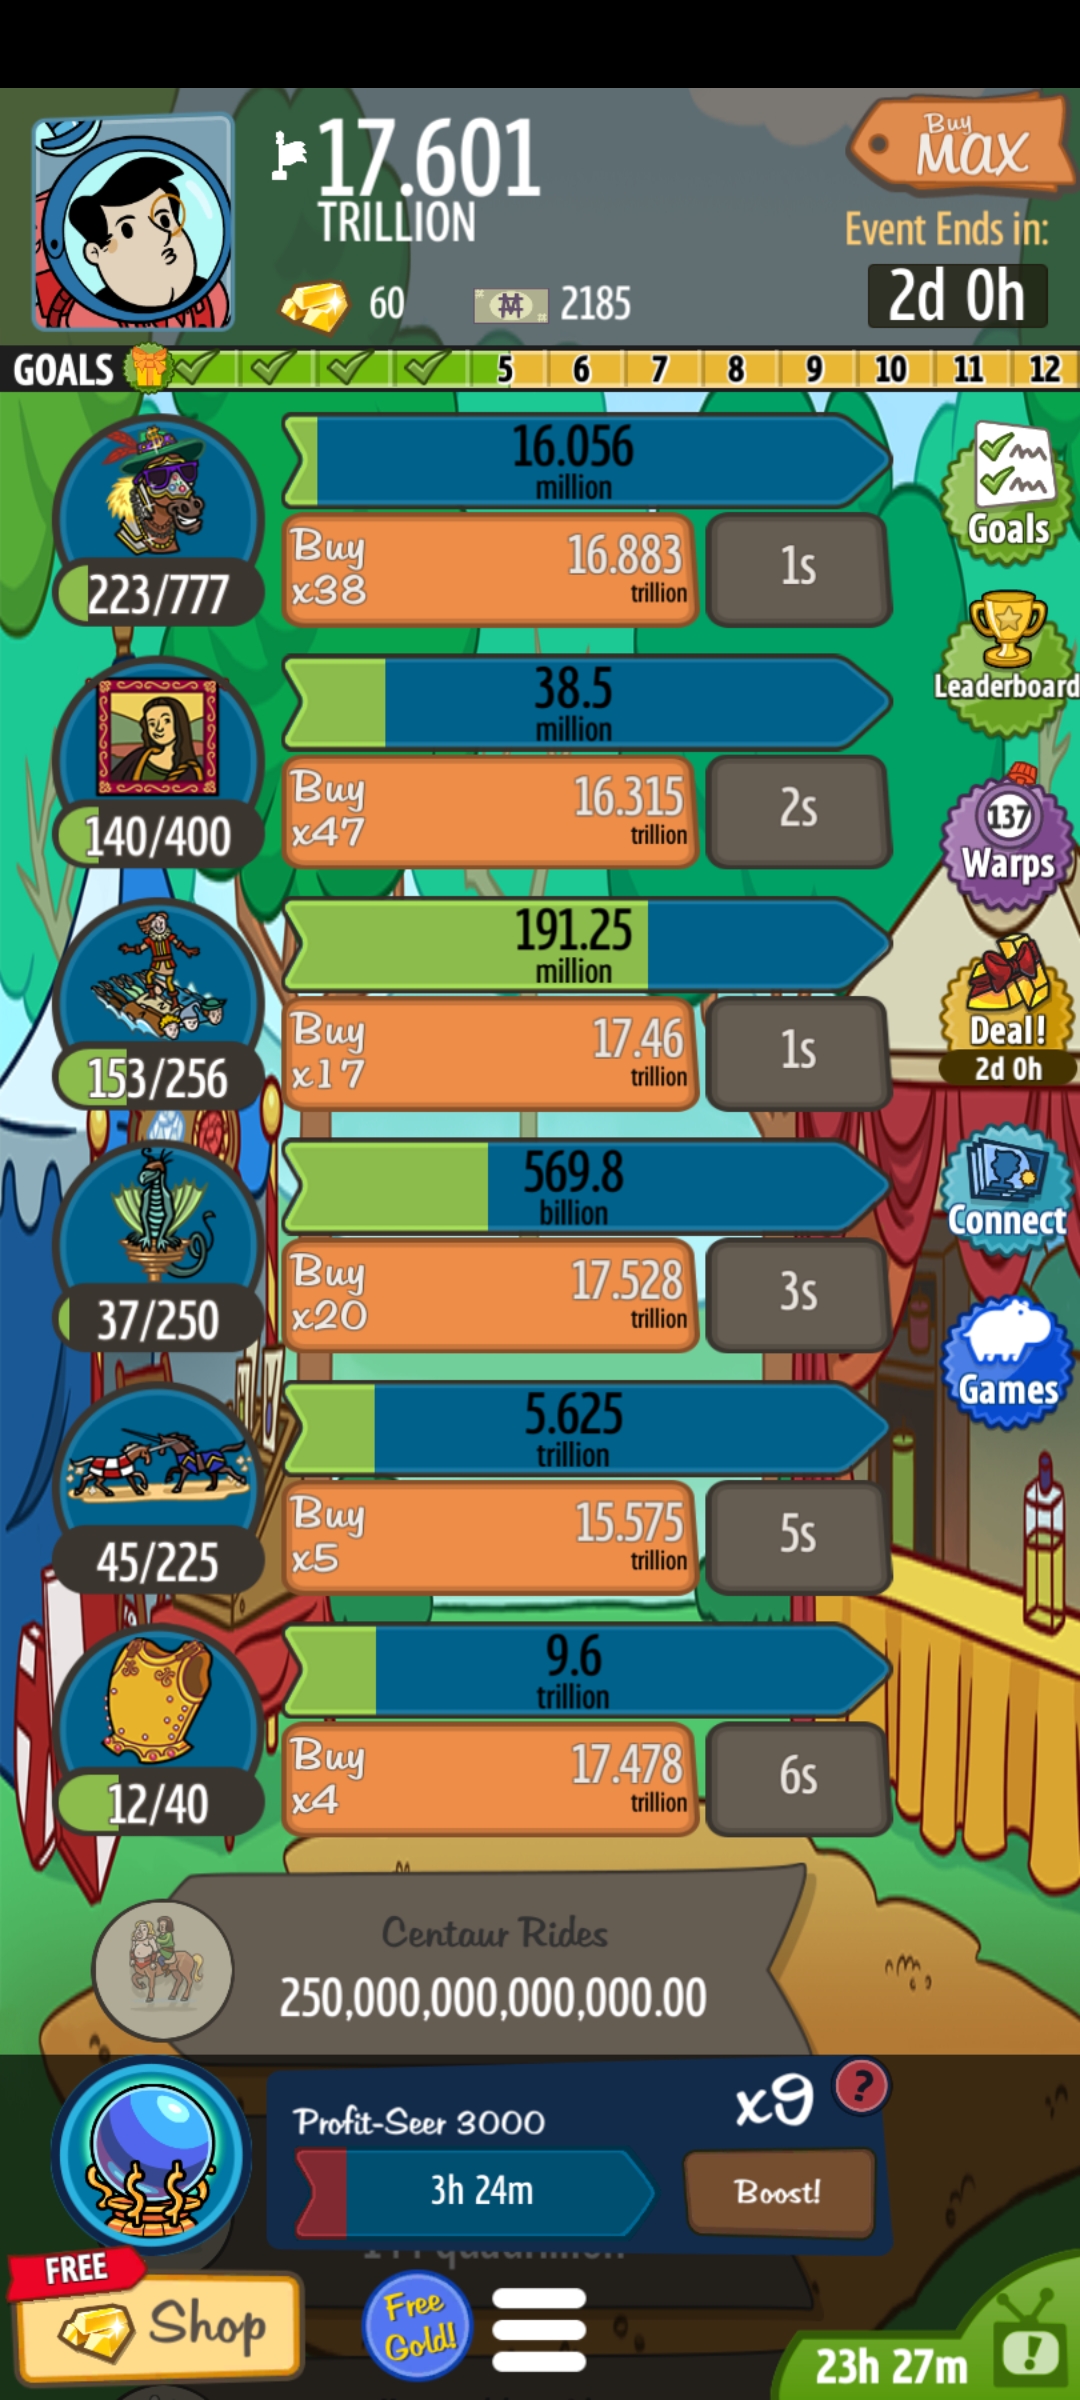 17.601
TRILLION
Buy
MAX
Event Ends in:
2d 0h
60
2185
GOALS 5 6 7 8 9 10 11 12
16.056
million
Buy
x38
16.883
trillion
1s
223/777
Goals
Leaderboard
38.5
million
Buy
x47
16.315
trillion
2s
140/400
137
Warps
191.25
million
Buy
x17
17.46
trillion
1s
153/256
Deal!
2d 0h
569.8
billion
Buy
x20
17.528
trillion
3s
37/250
Connect
Games
5.625
trillion
Buy
x5
15.575
trillion
5s
45/225
9.6
trillion
Buy
x4
17.478
trillion
6s
12/40
Centaur Rides
250,000,000,000,000.00
Profit-Seer 3000
x9
?
3h 24m
Boost!
FREE
Shop
Free
Gold!
23h 27m
!